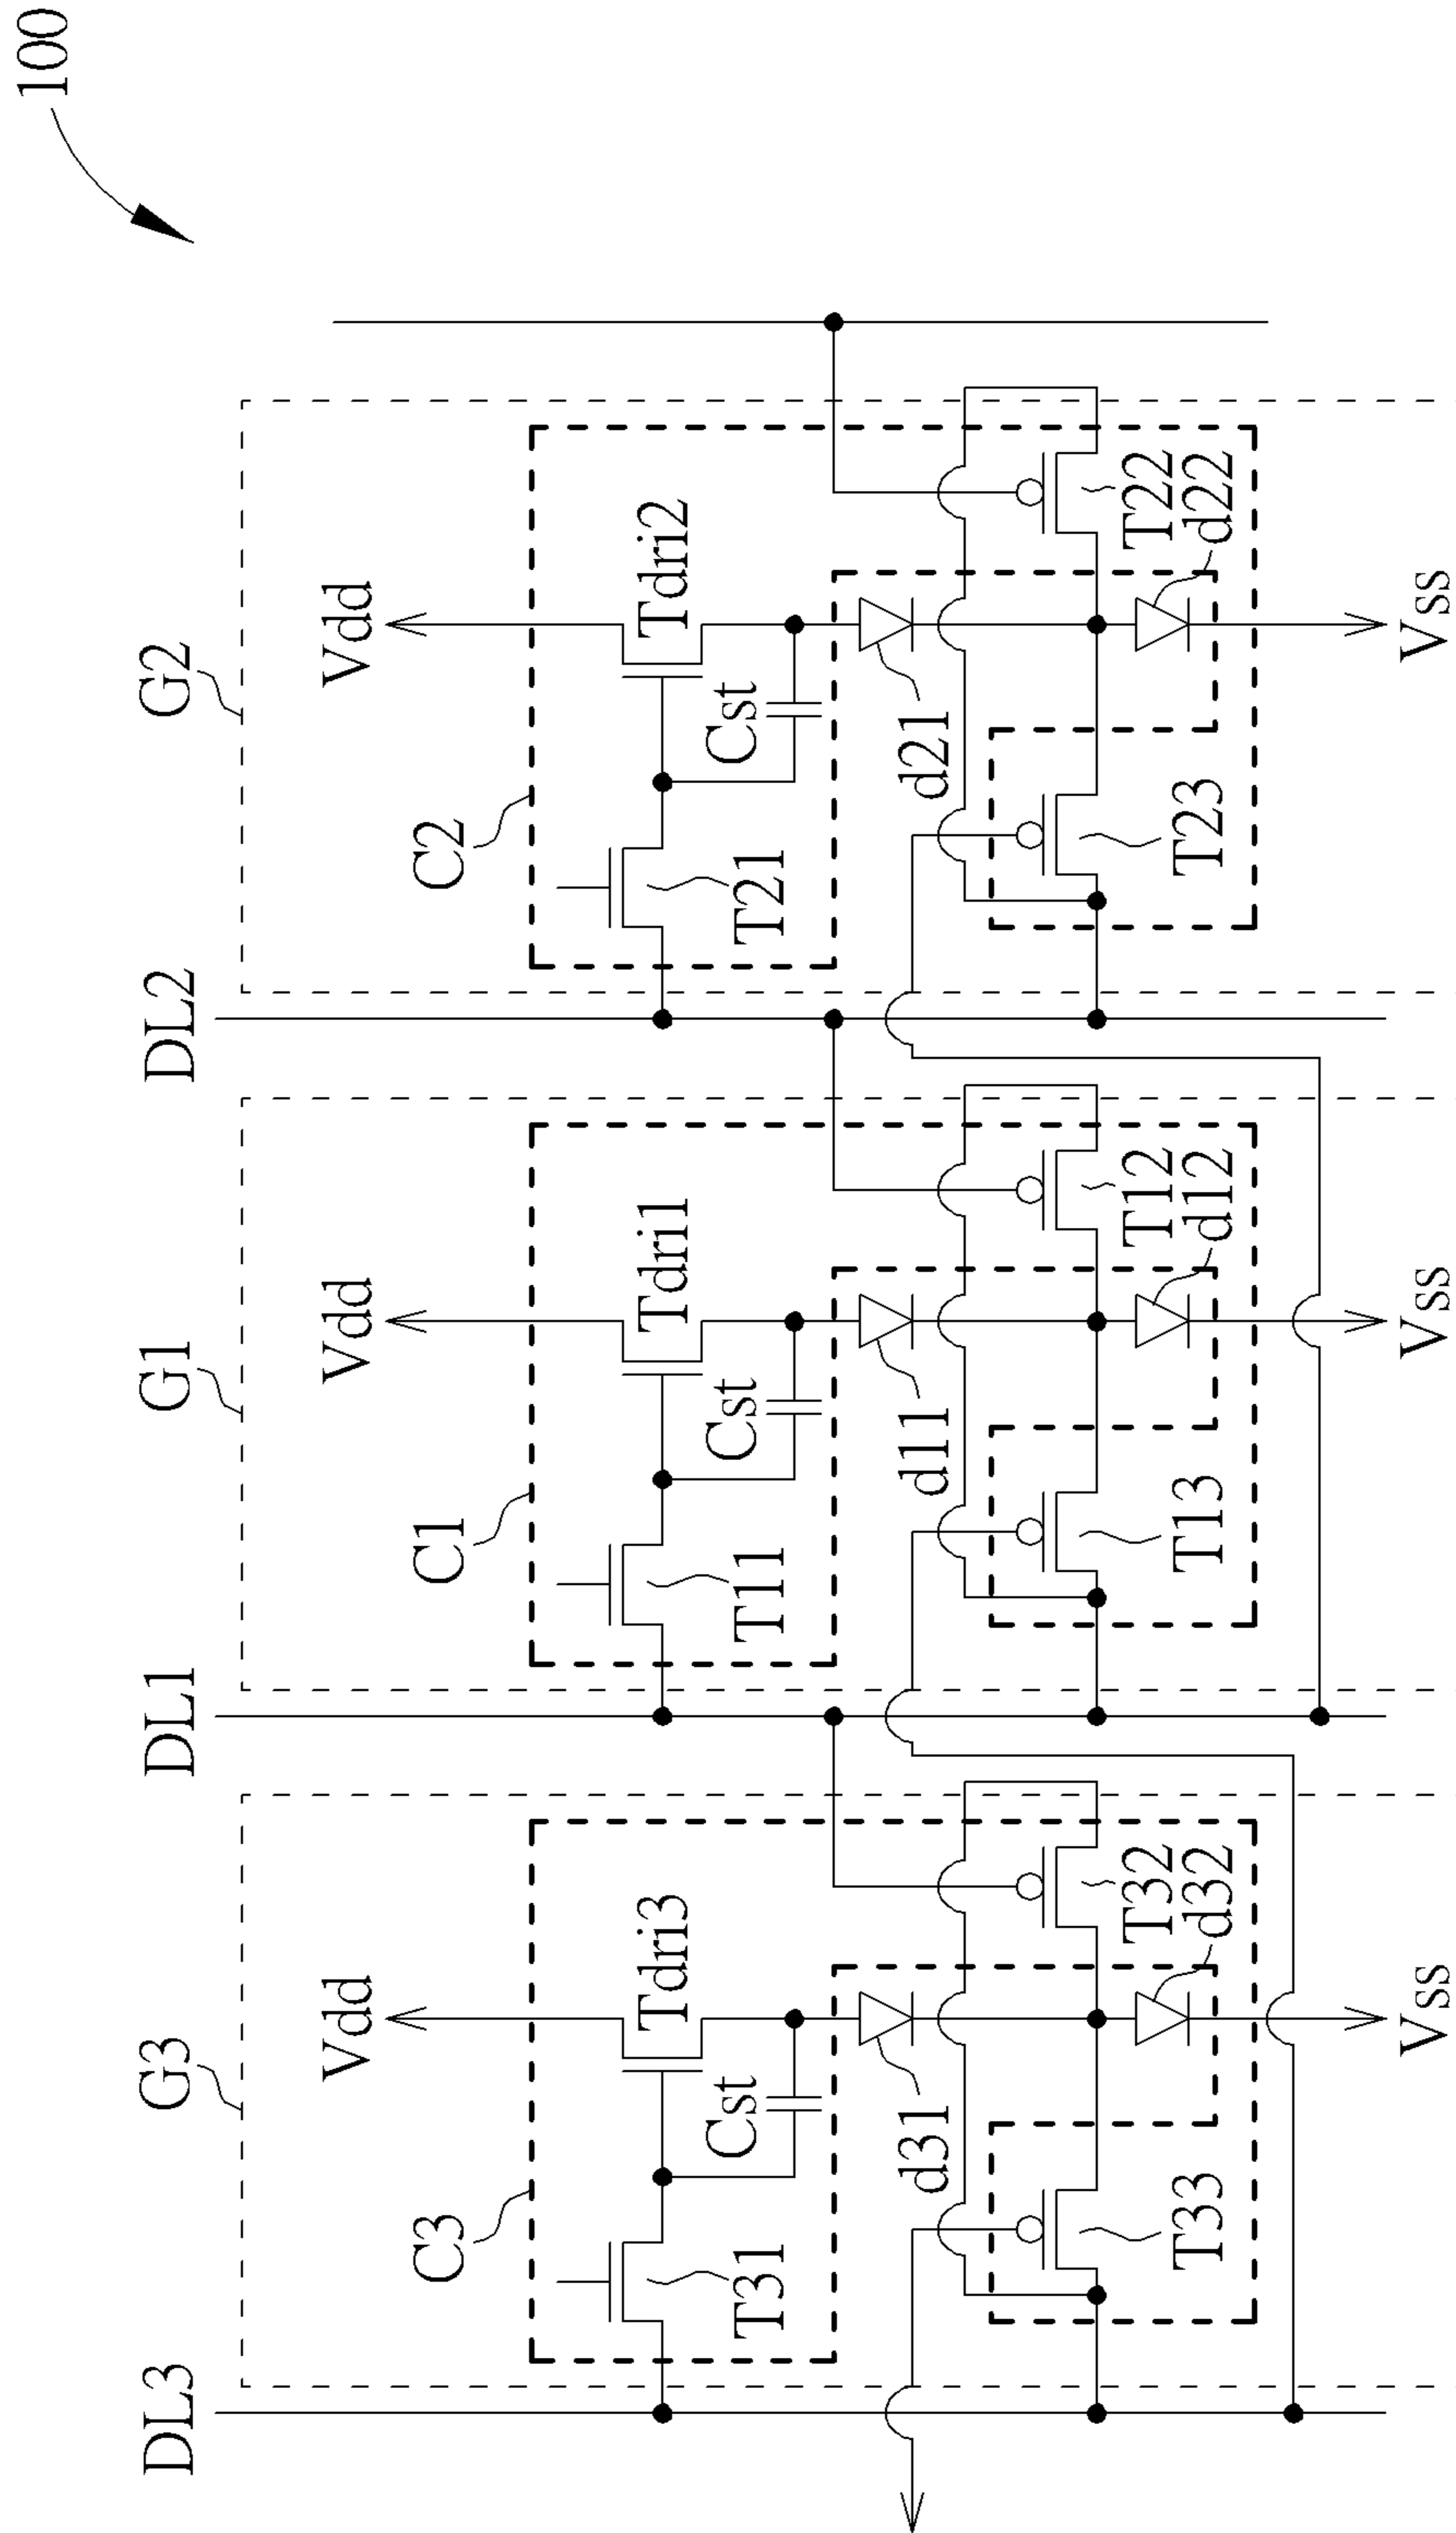 100
G3
G1
G2
DL3
DL1
DL2
Vdd
Vdd
Vdd
C3
C1
C2
Tdri3
Tdri1
Tdri2
T31
Cst
T11
Cst
T21
Cst
d31
d11
d21
T33
T32
d32
T13
T12
d12
T23
T22
d22
Vss
Vss
Vss